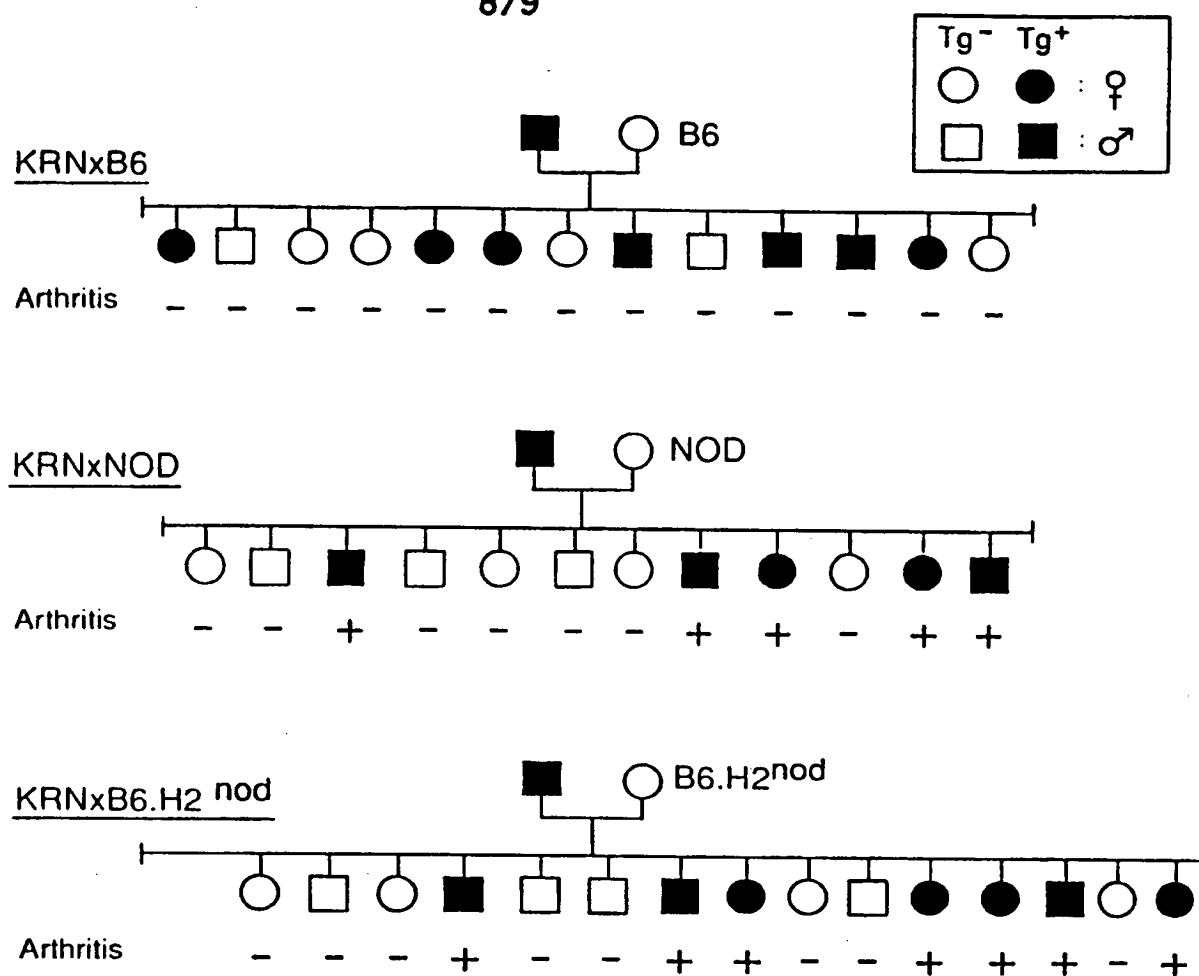 879
Tg⁻ Tg⁺
: ♀
: ♂
B6
KRNxB6
Arthritis
- - - - - - - - - - - - -
NOD
KRNxNOD
Arthritis
- - + - - - - + + - + +
B6.H2ⁿᵒᵈ
KRNxB6.H2 ⁿᵒᵈ
Arthritis
- - - + - - + + - - + + + - +